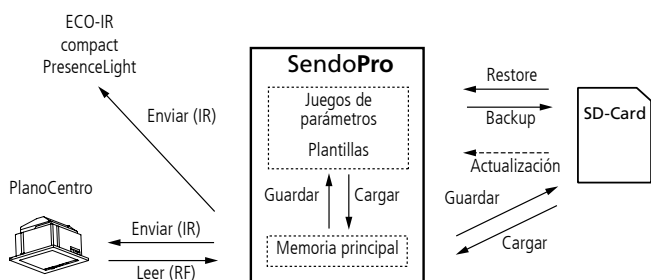 ECO-IR
compact
PresenceLight
Enviar (IR)
PlanoCentro
Enviar (IR)
Leer (RF)
SendoPro
Juegos de
parámetros
Plantillas
Guardar
Cargar
Memoria principal
Restore
Backup
Actualización
Guardar
Cargar
SD-Card